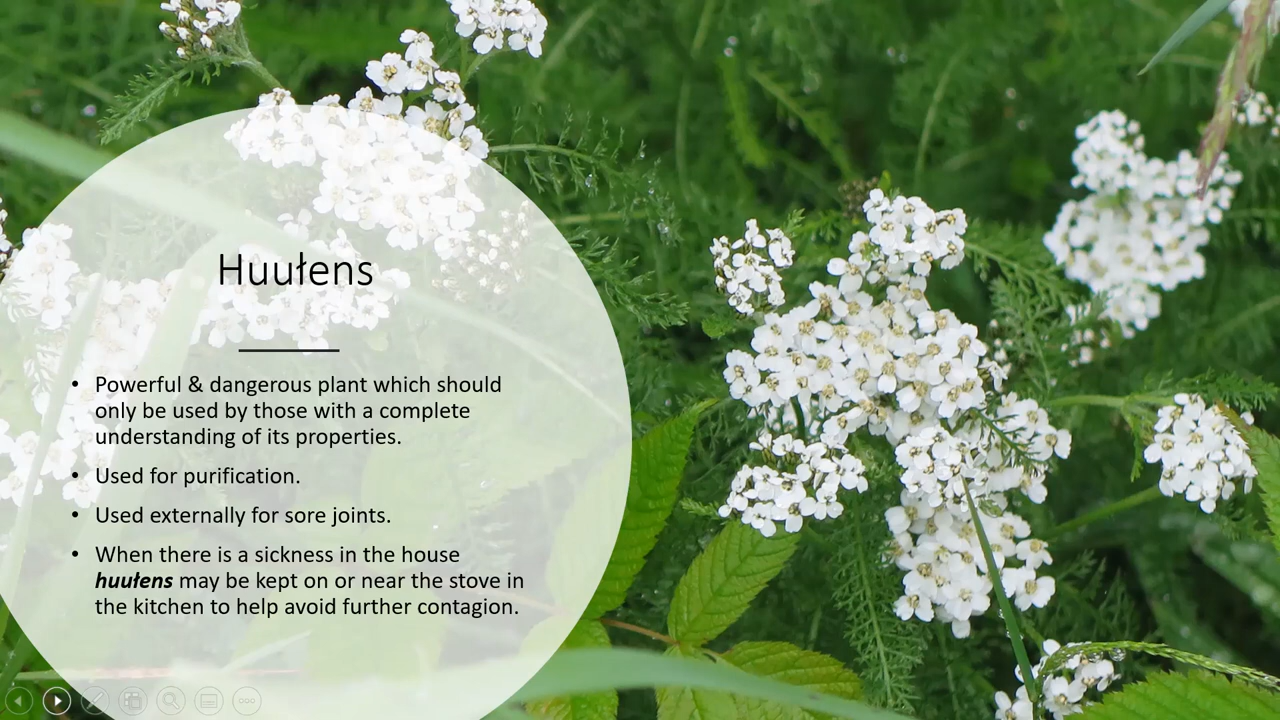 Huułens
• Powerful & dangerous plant which should
only be used by those with a complete
understanding of its properties.
• Used for purification.
• Used externally for sore joints.
• When there is a sickness in the house
huułens may be kept on or near the stove in
the kitchen to help avoid further contagion.